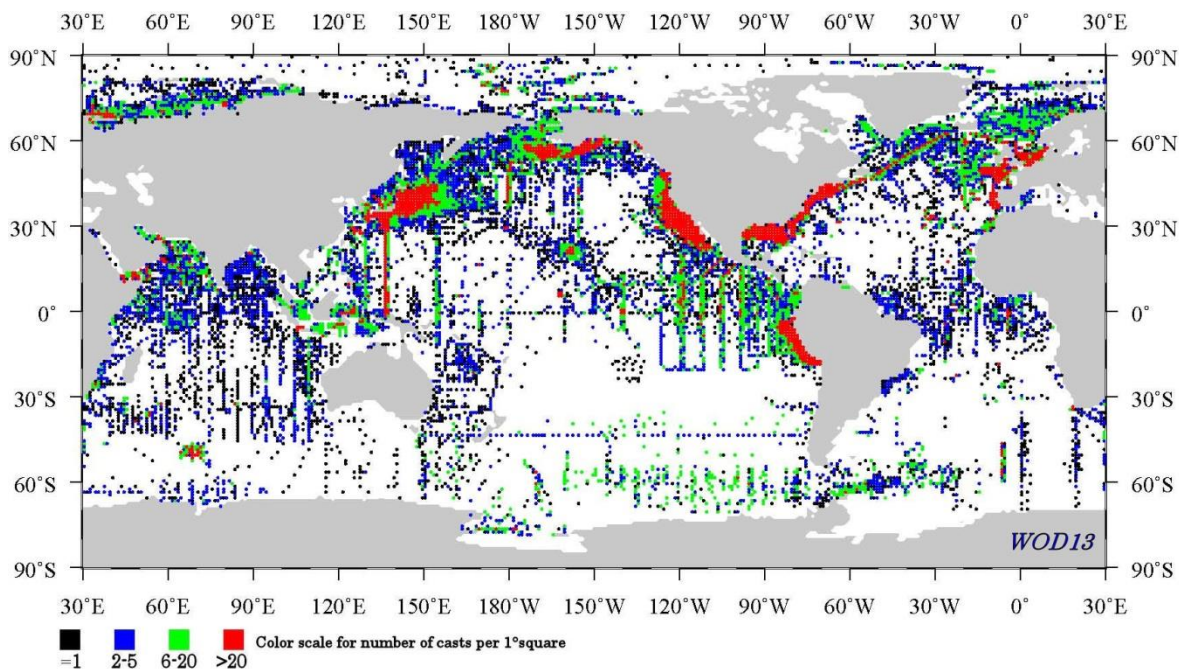 30°E 60°E 90°E 120°E 150°E 180°W 150°W 120°W 90°W 60°W 30°W 0° 30°E
90°N 90°N
60°N 60°N
30°N 30°N
0° 0°
30°S 30°S
60°S 60°S
WOD13
90°S 90°S
30°E 60°E 90°E 120°E 150°E 180°W 150°W 120°W 90°W 60°W 30°W 0° 30°E
Color scale for number of casts per 1°square
=1 2-5 6-20 >20